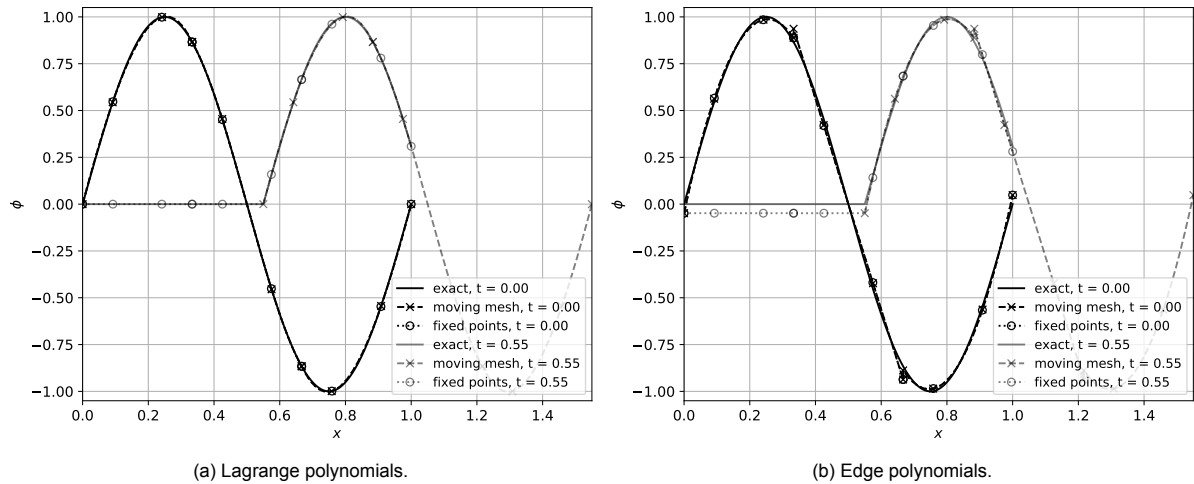 1.00
0.75
0.50
0.25
0.00
−0.25
−0.50
−0.75
−1.00
ϕ
0.0 0.2 0.4 0.6 0.8 1.0 1.2 1.4
x
exact, t = 0.00
moving mesh, t = 0.00
fixed points, t = 0.00
exact, t = 0.55
moving mesh, t = 0.55
fixed points, t = 0.55
(a) Lagrange polynomials.
1.00
0.75
0.50
0.25
0.00
−0.25
−0.50
−0.75
−1.00
ϕ
0.0 0.2 0.4 0.6 0.8 1.0 1.2 1.4
x
exact, t = 0.00
moving mesh, t = 0.00
fixed points, t = 0.00
exact, t = 0.55
moving mesh, t = 0.55
fixed points, t = 0.55
(b) Edge polynomials.